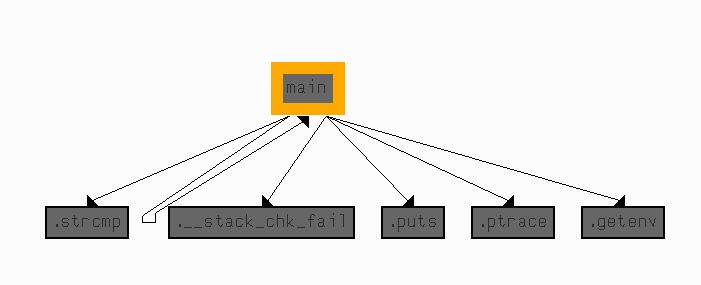 main
.strcmp
.__stack_chk_fail
.puts
.ptrace
.getenv